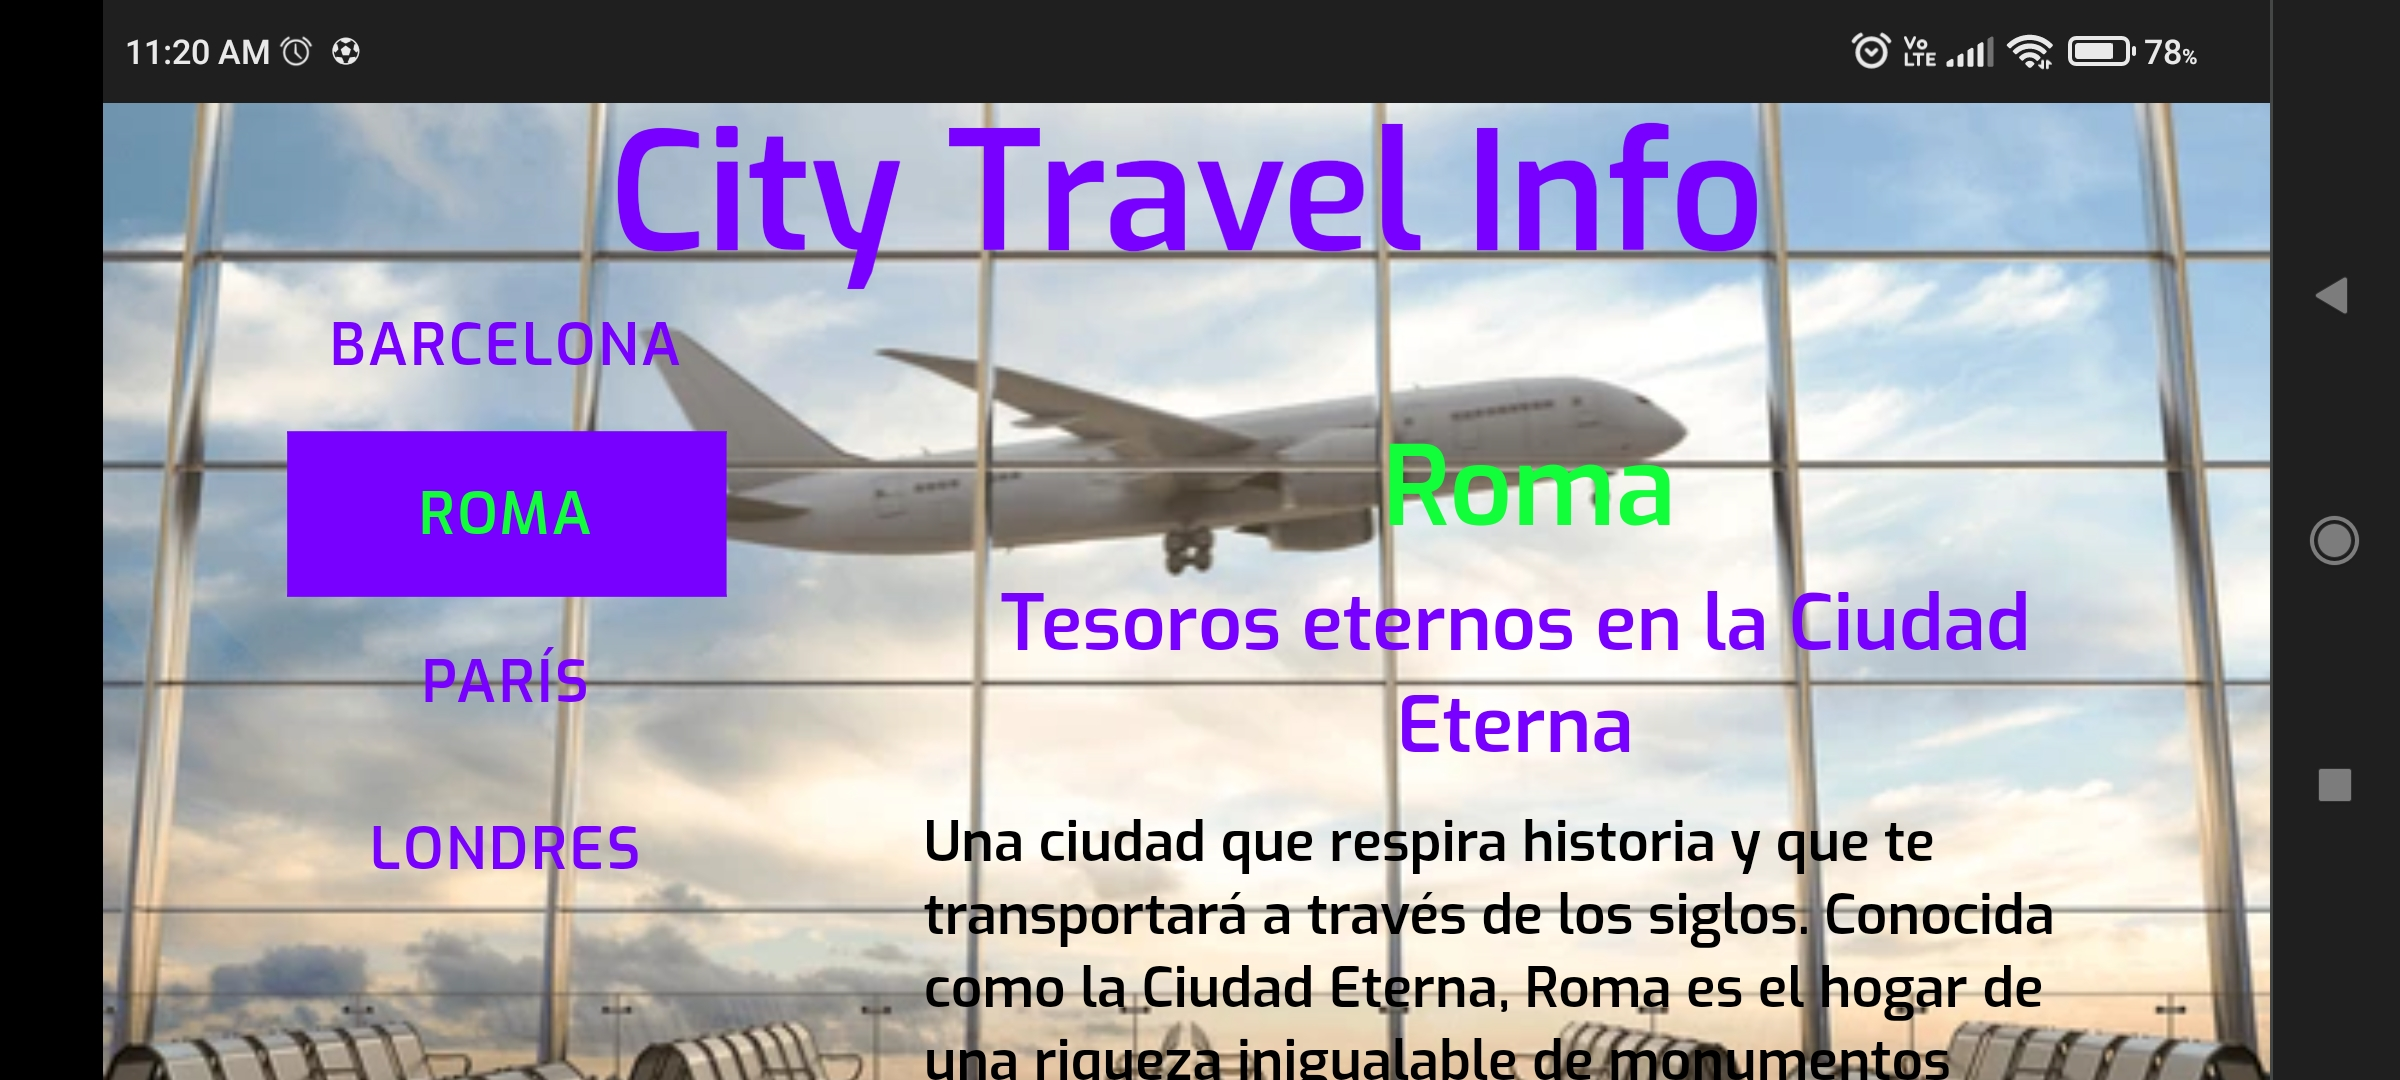 11:20 AM
Vo LTE 78%
City Travel Info
BARCELONA
ROMA
PARÍS
LONDRES
Roma
Tesoros eternos en la Ciudad
Eterna
Una ciudad que respira historia y que te
transportará a través de los siglos. Conocida
como la Ciudad Eterna, Roma es el hogar de
una riqueza inigualable de monumentos